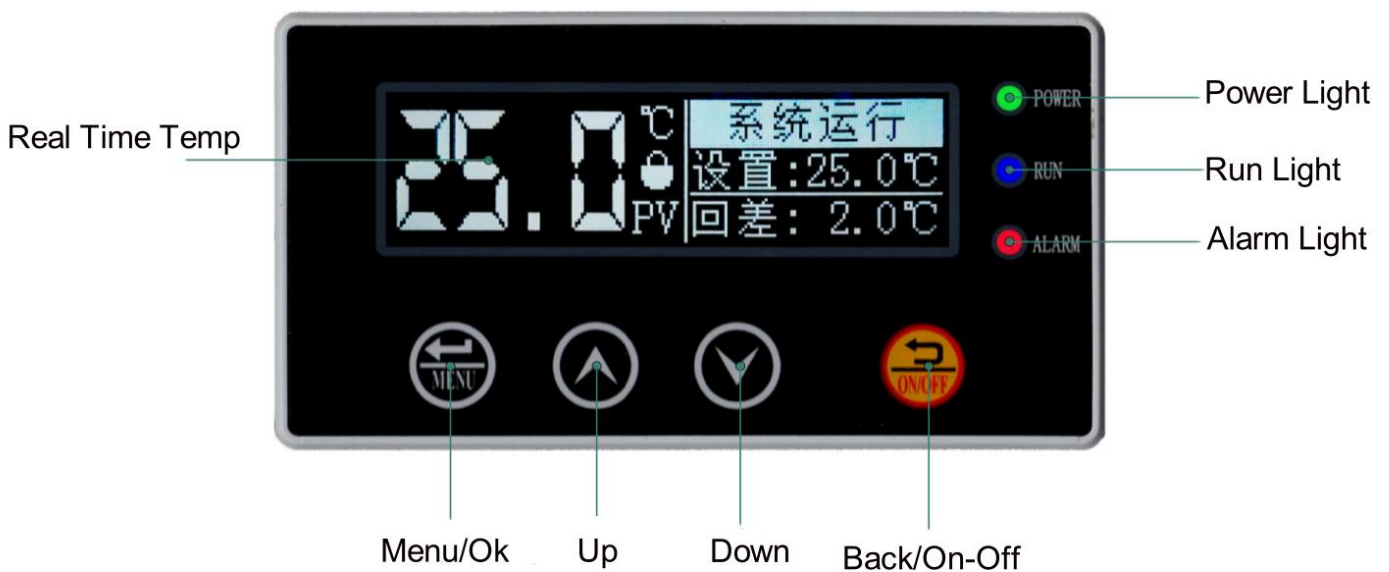 Real Time Temp
25.0
℃
PV
系统运行
设置:25.0℃
回差: 2.0℃
POWER
RUN
ALARM
Power Light
Run Light
Alarm Light
MENU
ON/OFF
Menu/Ok
Up
Down
Back/On-Off